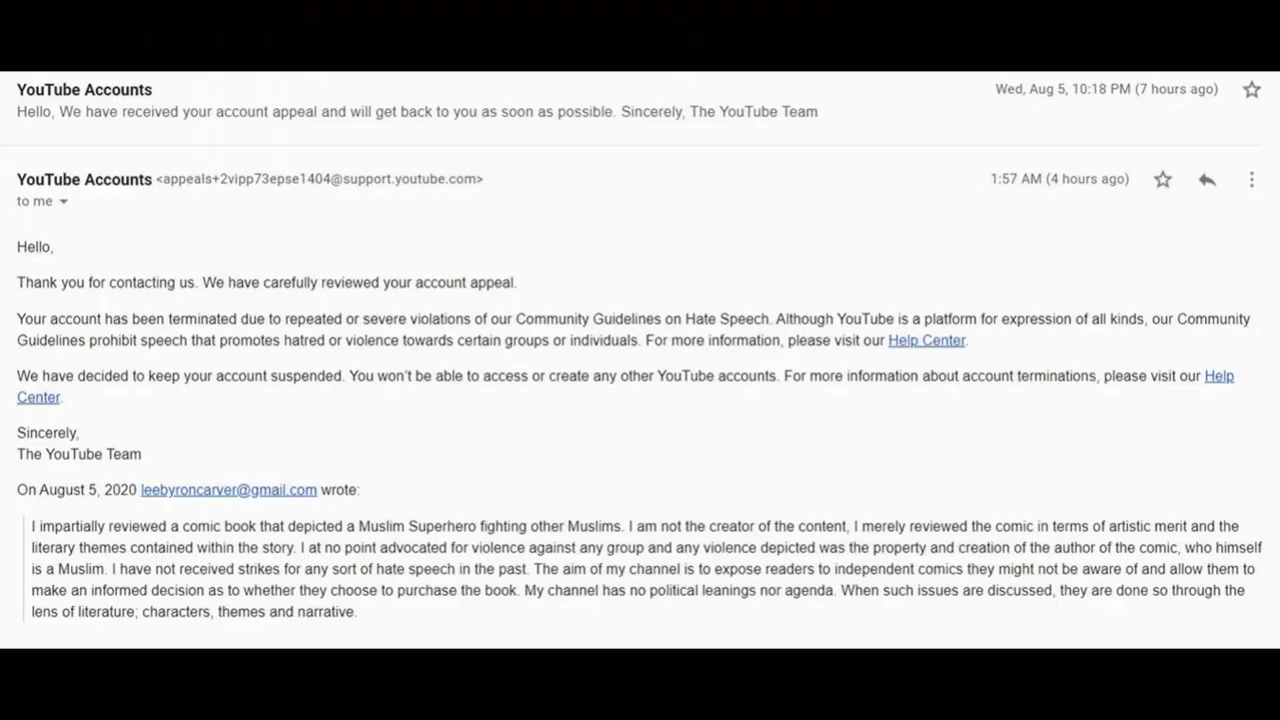 YouTube Accounts Wed, Aug 5, 10:18 PM (7 hours ago)
Hello, We have received your account appeal and will get back to you as soon as possible. Sincerely, The YouTube Team
YouTube Accounts <appeals+2vipp73epse1404@support.youtube.com> 1:57 AM (4 hours ago)
to me
Hello,
Thank you for contacting us. We have carefully reviewed your account appeal.
Your account has been terminated due to repeated or severe violations of our Community Guidelines on Hate Speech. Although YouTube is a platform for expression of all kinds, our Community
Guidelines prohibit speech that promotes hatred or violence towards certain groups or individuals. For more information, please visit our Help Center.
We have decided to keep your account suspended. You won't be able to access or create any other YouTube accounts. For more information about account terminations, please visit our Help
Center.
Sincerely,
The YouTube Team
On August 5, 2020 leebyroncarver@gmail.com wrote:
I impartially reviewed a comic book that depicted a Muslim Superhero fighting other Muslims. I am not the creator of the content, I merely reviewed the comic in terms of artistic merit and the
literary themes contained within the story. I at no point advocated for violence against any group and any violence depicted was the property and creation of the author of the comic, who himself
is a Muslim. I have not received strikes for any sort of hate speech in the past. The aim of my channel is to expose readers to independent comics they might not be aware of and allow them to
make an informed decision as to whether they choose to purchase the book. My channel has no political leanings nor agenda. When such issues are discussed, they are done so through the
lens of literature; characters, themes and narrative.